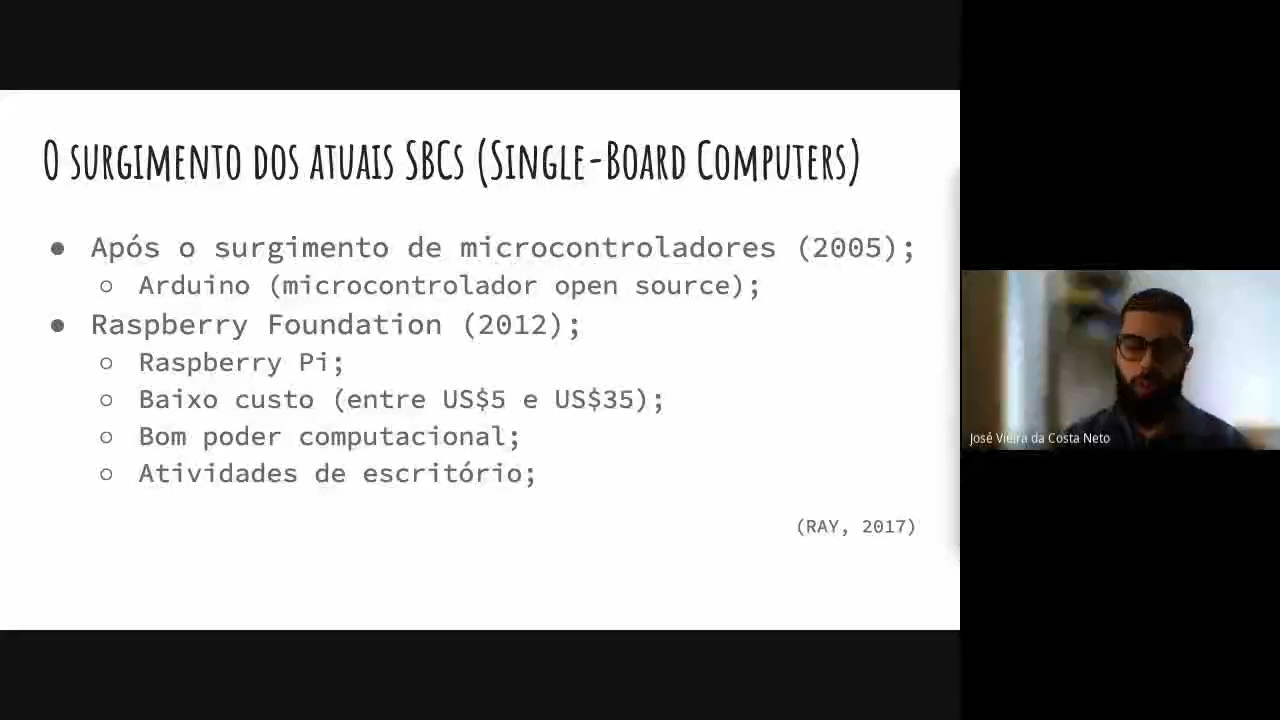 O surgimento dos atuais SBCs (Single-Board Computers)
● Após o surgimento de microcontroladores (2005);
○ Arduino (microcontrolador open source);
● Raspberry Foundation (2012);
○ Raspberry Pi;
○ Baixo custo (entre US$5 e US$35);
○ Bom poder computacional;
○ Atividades de escritório;
(RAY, 2017)
José Vieira da Costa Neto